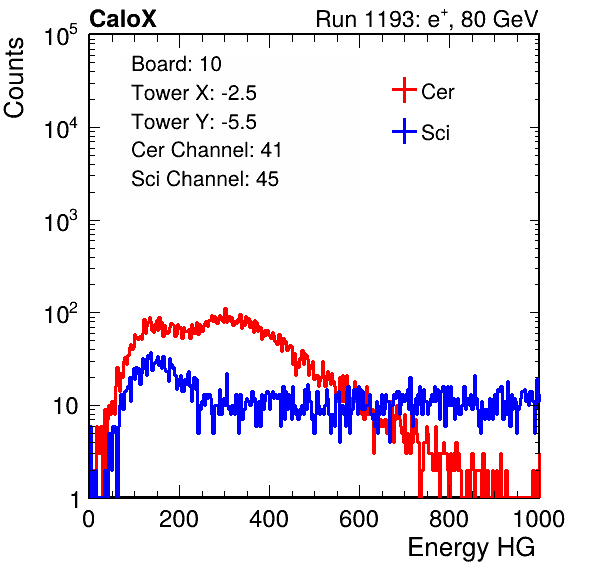 CaloX Run 1193: e⁺, 80 GeV
Counts
10⁵
10⁴
10³
10²
10
1
Board: 10
Tower X: -2.5
Tower Y: -5.5
Cer Channel: 41
Sci Channel: 45
Cer
Sci
0 200 400 600 800 1000
Energy HG